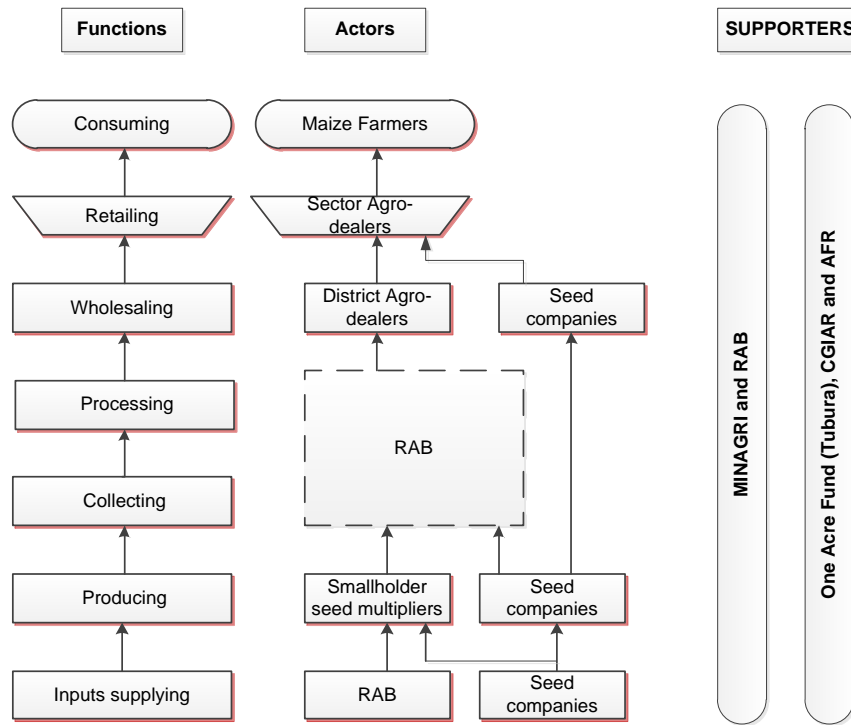 Functions
Actors
SUPPORTERS
Consuming
Maize Farmers
Retailing
Sector Agro-
dealers
Wholesaling
District Agro-
dealers
Seed
companies
Processing
RAB
Collecting
Producing
Smallholder
seed multipliers
Seed
companies
Inputs supplying
RAB
Seed
companies
MINAGRI and RAB
One Acre Fund (Tubura), CGIAR and AFR